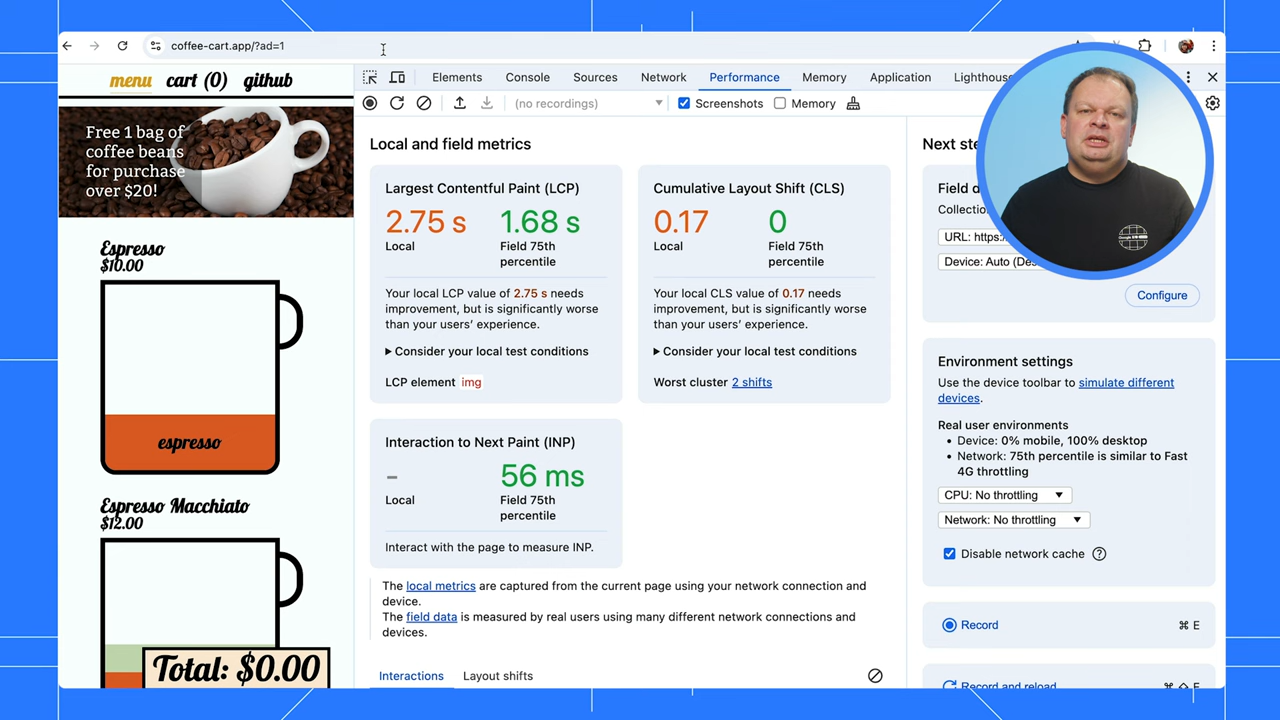 coffee-cart.app/?ad=1
menu cart (0) github
Elements Console Sources Network Performance Application Lighthouse
(no recordings) Screenshots Memory
Free 1 bag of
coffee beans
for purchase
over $20!
Espresso
$10.00
espresso
Espresso Macchiato
$12.00
Total: $0.00
Local and field metrics
Largest Contentful Paint (LCP)
2.75 s 1.68 s
Local Field 75th
percentile
Your local LCP value of 2.75 s needs
improvement, but is significantly worse
than your users’ experience.
Consider your local test conditions
LCP element img
Cumulative Layout Shift (CLS)
0.17 0
Local Field 75th
percentile
Your local CLS value of 0.17 needs
improvement, but is significantly worse
than your users’ experience.
Consider your local test conditions
Worst cluster 2 shifts
Interaction to Next Paint (INP)
- 56 ms
Local Field 75th
percentile
Interact with the page to measure INP.
The local metrics are captured from the current page using your network connection and
device.
The field data is measured by real users using many different network connections and
devices.
Interactions Layout shifts
Next
Field
URL: https:
Device: Auto
Configure
Environment settings
Use the device toolbar to simulate different
devices.
Real user environments
• Device: 0% mobile, 100% desktop
• Network: 75th percentile is similar to Fast
4G throttling
CPU: No throttling
Network: No throttling
Disable network cache
Record ⌘ E
Record and reload